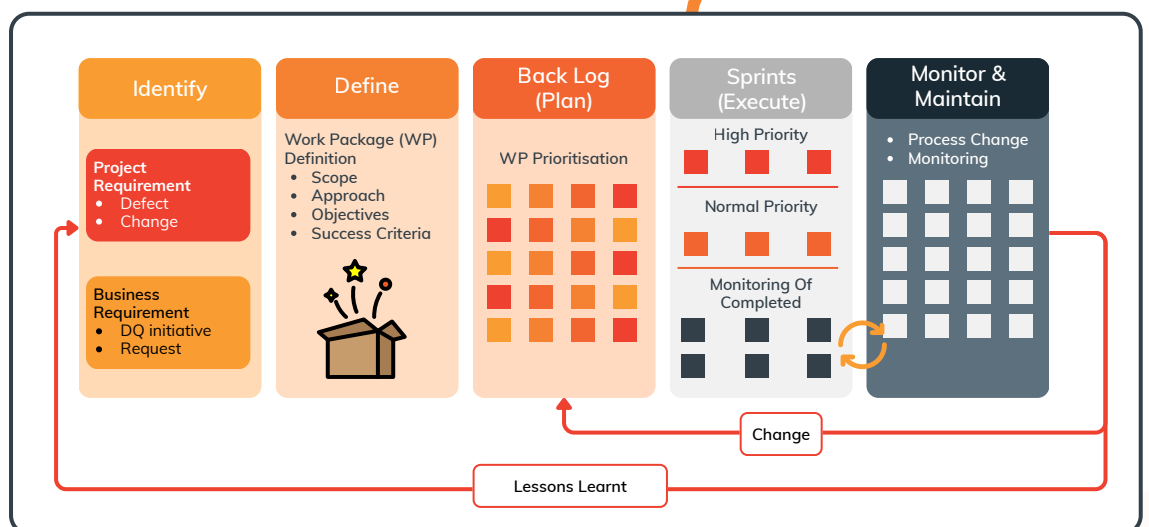 Identify
Project
Requirement
• Defect
• Change
Business
Requirement
• DQ initiative
• Request
Define
Work Package (WP)
Definition
• Scope
• Approach
• Objectives
• Success Criteria
Back Log
(Plan)
WP Prioritisation
Sprints
(Execute)
High Priority
Normal Priority
Monitoring Of
Completed
Monitor &
Maintain
• Process Change
• Monitoring
Change
Lessons Learnt